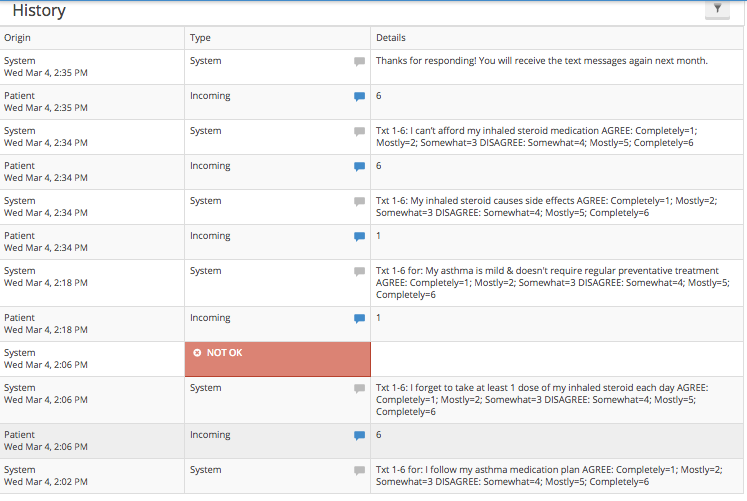 History
Origin Type Details
System System Thanks for responding! You will receive the text messages again next month.
Wed Mar 4, 2:35 PM
Patient Incoming 6
Wed Mar 4, 2:35 PM
System System Txt 1-6: I can't afford my inhaled steroid medication AGREE: Completely=1;
Wed Mar 4, 2:34 PM Mostly=2; Somewhat=3 DISAGREE: Somewhat=4; Mostly=5; Completely=6
Patient Incoming 6
Wed Mar 4, 2:34 PM
System System Txt 1-6: My inhaled steroid causes side effects AGREE: Completely=1; Mostly=2;
Wed Mar 4, 2:34 PM Somewhat=3 DISAGREE: Somewhat=4; Mostly=5; Completely=6
Patient Incoming 1
Wed Mar 4, 2:34 PM
System System Txt 1-6 for: My asthma is mild & doesn't require regular preventative treatment
Wed Mar 4, 2:18 PM AGREE: Completely=1; Mostly=2; Somewhat=3 DISAGREE: Somewhat=4; Mostly=5;
Completely=6
Patient Incoming 1
Wed Mar 4, 2:18 PM
System NOT OK
Wed Mar 4, 2:06 PM
System System Txt 1-6: I forget to take at least 1 dose of my inhaled steroid each day AGREE:
Wed Mar 4, 2:06 PM Completely=1; Mostly=2; Somewhat=3 DISAGREE: Somewhat=4; Mostly=5;
Completely=6
Patient Incoming 6
Wed Mar 4, 2:06 PM
System System Txt 1-6 for: I follow my asthma medication plan AGREE: Completely=1; Mostly=2;
Wed Mar 4, 2:02 PM Somewhat=3 DISAGREE: Somewhat=4; Mostly=5; Completely=6